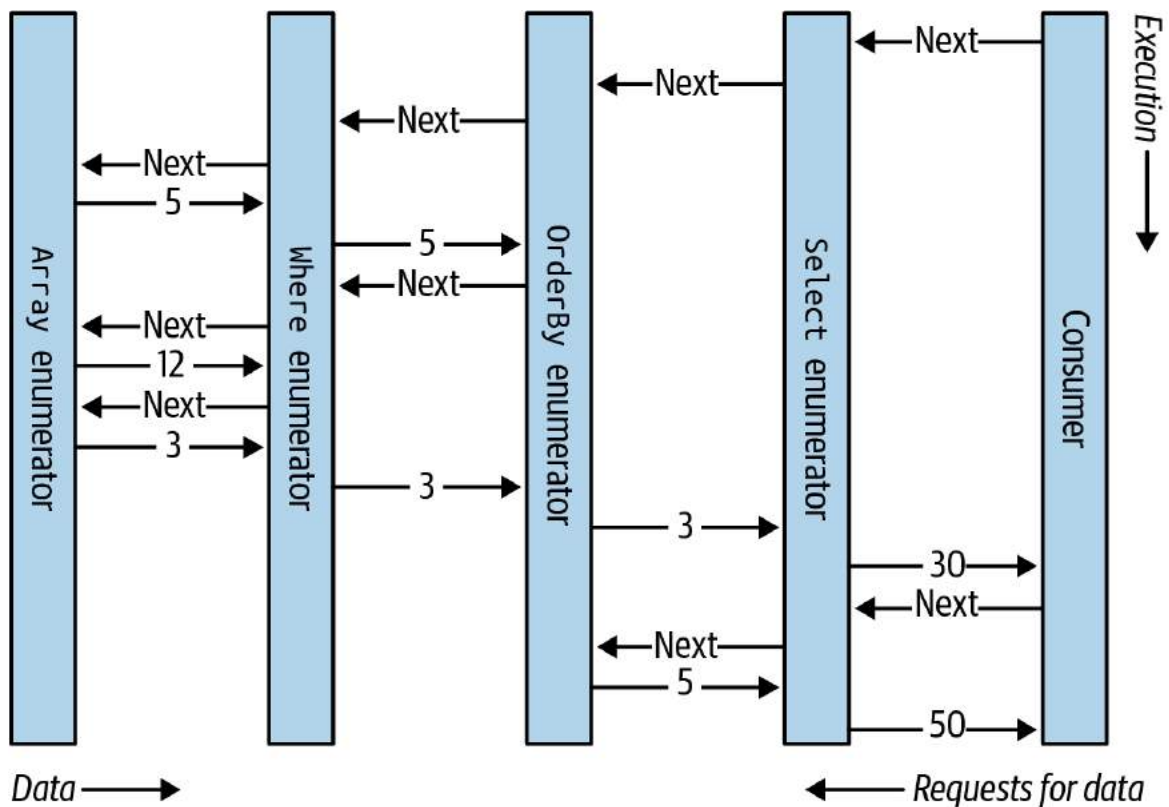 Next
Execution
Next
Next
Next
5
5
Next
Next
12
Next
3
3
3
30
Next
Next
5
50
Array enumerator
Where enumerator
OrderBy enumerator
Select enumerator
Consumer
Data
Requests for data